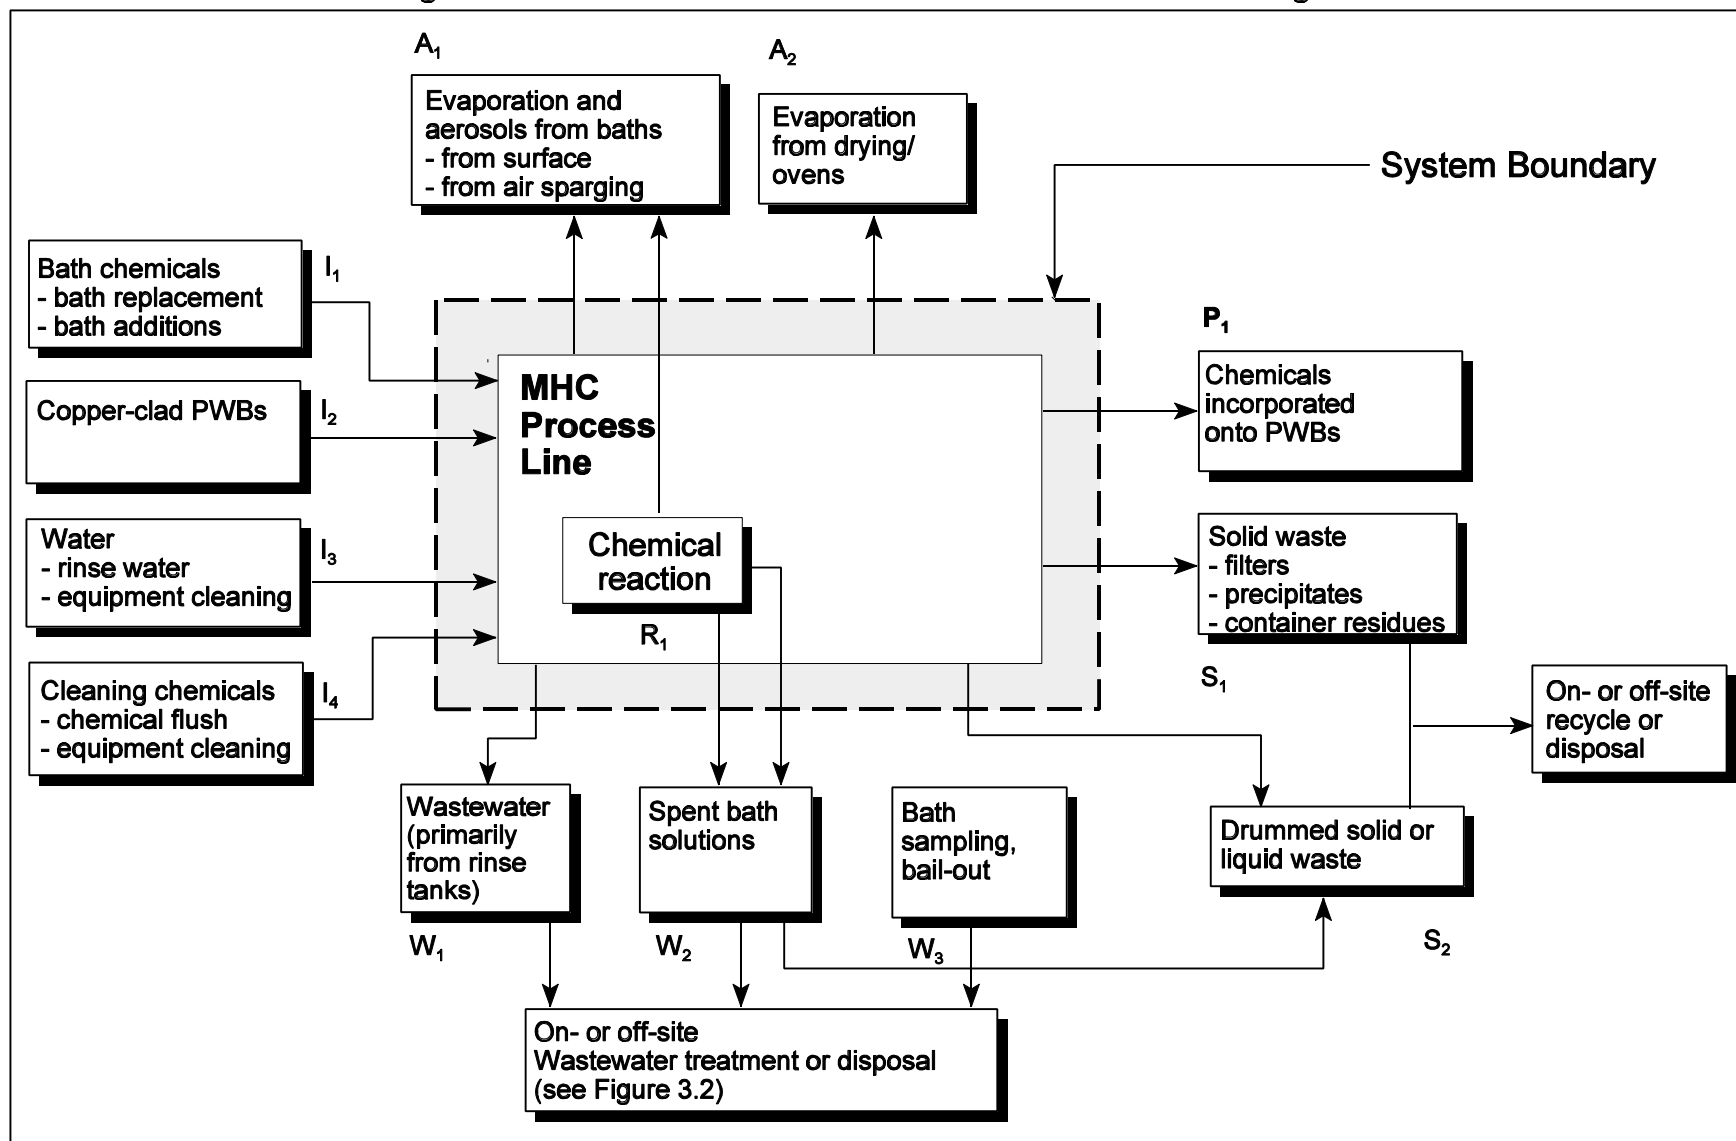 A1
A2
Evaporation and
aerosols from baths
- from surface
- from air sparging
Evaporation
from drying/
ovens
System Boundary
Bath chemicals
- bath replacement
- bath additions
I1
Copper-clad PWBs
I2
Water
- rinse water
- equipment cleaning
I3
Cleaning chemicals
- chemical flush
- equipment cleaning
I4
MHC
Process
Line
Chemical
reaction
R1
P1
Chemicals
incorporated
onto PWBs
Solid waste
- filters
- precipitates
- container residues
S1
On- or off-site
recycle or
disposal
Wastewater
(primarily
from rinse
tanks)
W1
Spent bath
solutions
W2
Bath
sampling,
bail-out
W3
Drummed solid or
liquid waste
S2
On- or off-site
Wastewater treatment or disposal
(see Figure 3.2)